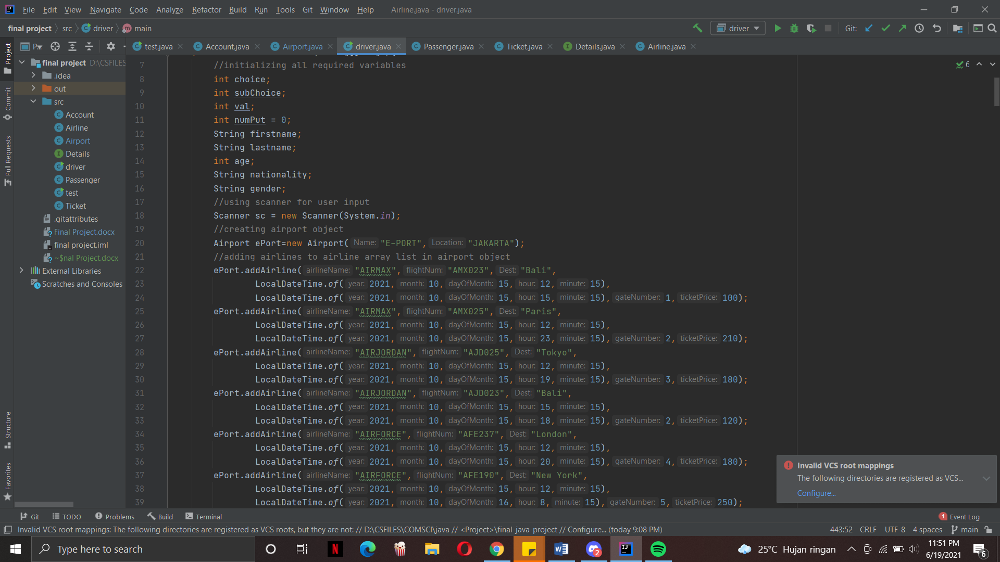 File Edit View Navigate Code Analyze Refactor Build Run Tools Git Window Help Airline.java - driver.java
final project src driver main driver Git:
P... test.java Account.java Airport.java driver.java Passenger.java Ticket.java Details.java Airline.java
Project
Commit
Pull Requests
Structure
Favorites
final project D:\CSFILES
.idea
out
src
Account
Airline
Airport
Details
driver
Passenger
test
Ticket
.gitattributes
Final Project.docx
final project.iml
~$nal Project.docx
External Libraries
Scratches and Consoles
6
7 //initializing all required variables
8 int choice;
9 int subChoice;
10 int val;
11 int numPut = 0;
12 String firstname;
13 String lastname;
14 int age;
15 String nationality;
16 String gender;
17 //using scanner for user input
18 Scanner sc = new Scanner(System.in);
19 //creating airport object
20 Airport ePort=new Airport( Name: "E-PORT", Location: "JAKARTA");
21 //adding airlines to airline array list in airport object
22 ePort.addAirline( airlineName: "AIRMAX", flightNum: "AMX023", Dest: "Bali",
23 LocalDateTime.of( year: 2021, month: 10, dayOfMonth: 15, hour: 12, minute: 15),
24 LocalDateTime.of( year: 2021, month: 10, dayOfMonth: 15, hour: 15, minute: 15), gateNumber: 1, ticketPrice: 100);
25 ePort.addAirline( airlineName: "AIRMAX", flightNum: "AMX025", Dest: "Paris",
26 LocalDateTime.of( year: 2021, month: 10, dayOfMonth: 15, hour: 12, minute: 15),
27 LocalDateTime.of( year: 2021, month: 10, dayOfMonth: 15, hour: 23, minute: 15), gateNumber: 2, ticketPrice: 210);
28 ePort.addAirline( airlineName: "AIRJORDAN", flightNum: "AJD025", Dest: "Tokyo",
29 LocalDateTime.of( year: 2021, month: 10, dayOfMonth: 15, hour: 12, minute: 15),
30 LocalDateTime.of( year: 2021, month: 10, dayOfMonth: 15, hour: 19, minute: 15), gateNumber: 3, ticketPrice: 180);
31 ePort.addAirline( airlineName: "AIRJORDAN", flightNum: "AJD023", Dest: "Bali",
32 LocalDateTime.of( year: 2021, month: 10, dayOfMonth: 15, hour: 15, minute: 15),
33 LocalDateTime.of( year: 2021, month: 10, dayOfMonth: 15, hour: 18, minute: 15), gateNumber: 2, ticketPrice: 120);
34 ePort.addAirline( airlineName: "AIRFORCE", flightNum: "AFE237", Dest: "London",
35 LocalDateTime.of( year: 2021, month: 10, dayOfMonth: 15, hour: 12, minute: 15),
36 LocalDateTime.of( year: 2021, month: 10, dayOfMonth: 15, hour: 20, minute: 15), gateNumber: 4, ticketPrice: 180);
37 ePort.addAirline( airlineName: "AIRFORCE", flightNum: "AFE190", Dest: "New York",
38 LocalDateTime.of( year: 2021, month: 10, dayOfMonth: 15, hour: 12, minute: 15),
39 LocalDateTime.of( year: 2021, month: 10, dayOfMonth: 16, hour: 8, minute: 15), gateNumber: 5, ticketPrice: 250);
Invalid VCS root mappings
The following directories are registered as VCS...
Configure...
Git TODO Problems Build Terminal 1 Event Log
Invalid VCS root mappings: The following directories are registered as VCS roots, but they are not: // D:\CSFILES\COMSCI\java // <Project>\final-java-project // Configure... (today 9:08 PM) 443:52 CRLF UTF-8 4 spaces main
Type here to search 2 25°C Hujan ringan 11:51 PM
6/19/2021 6